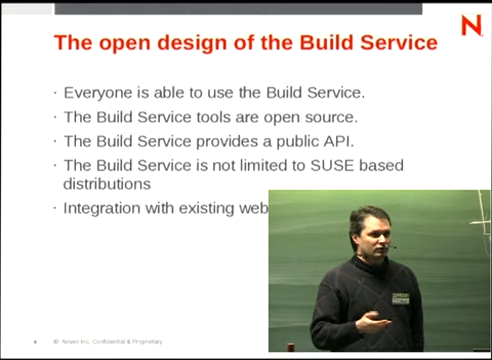 N
The open design of the Build Service
· Everyone is able to use the Build Service.
· The Build Service tools are open source.
· The Build Service provides a public API.
· The Build Service is not limited to SUSE based
distributions
· Integration with existing web
© Novell Inc, Confidential & Proprietary